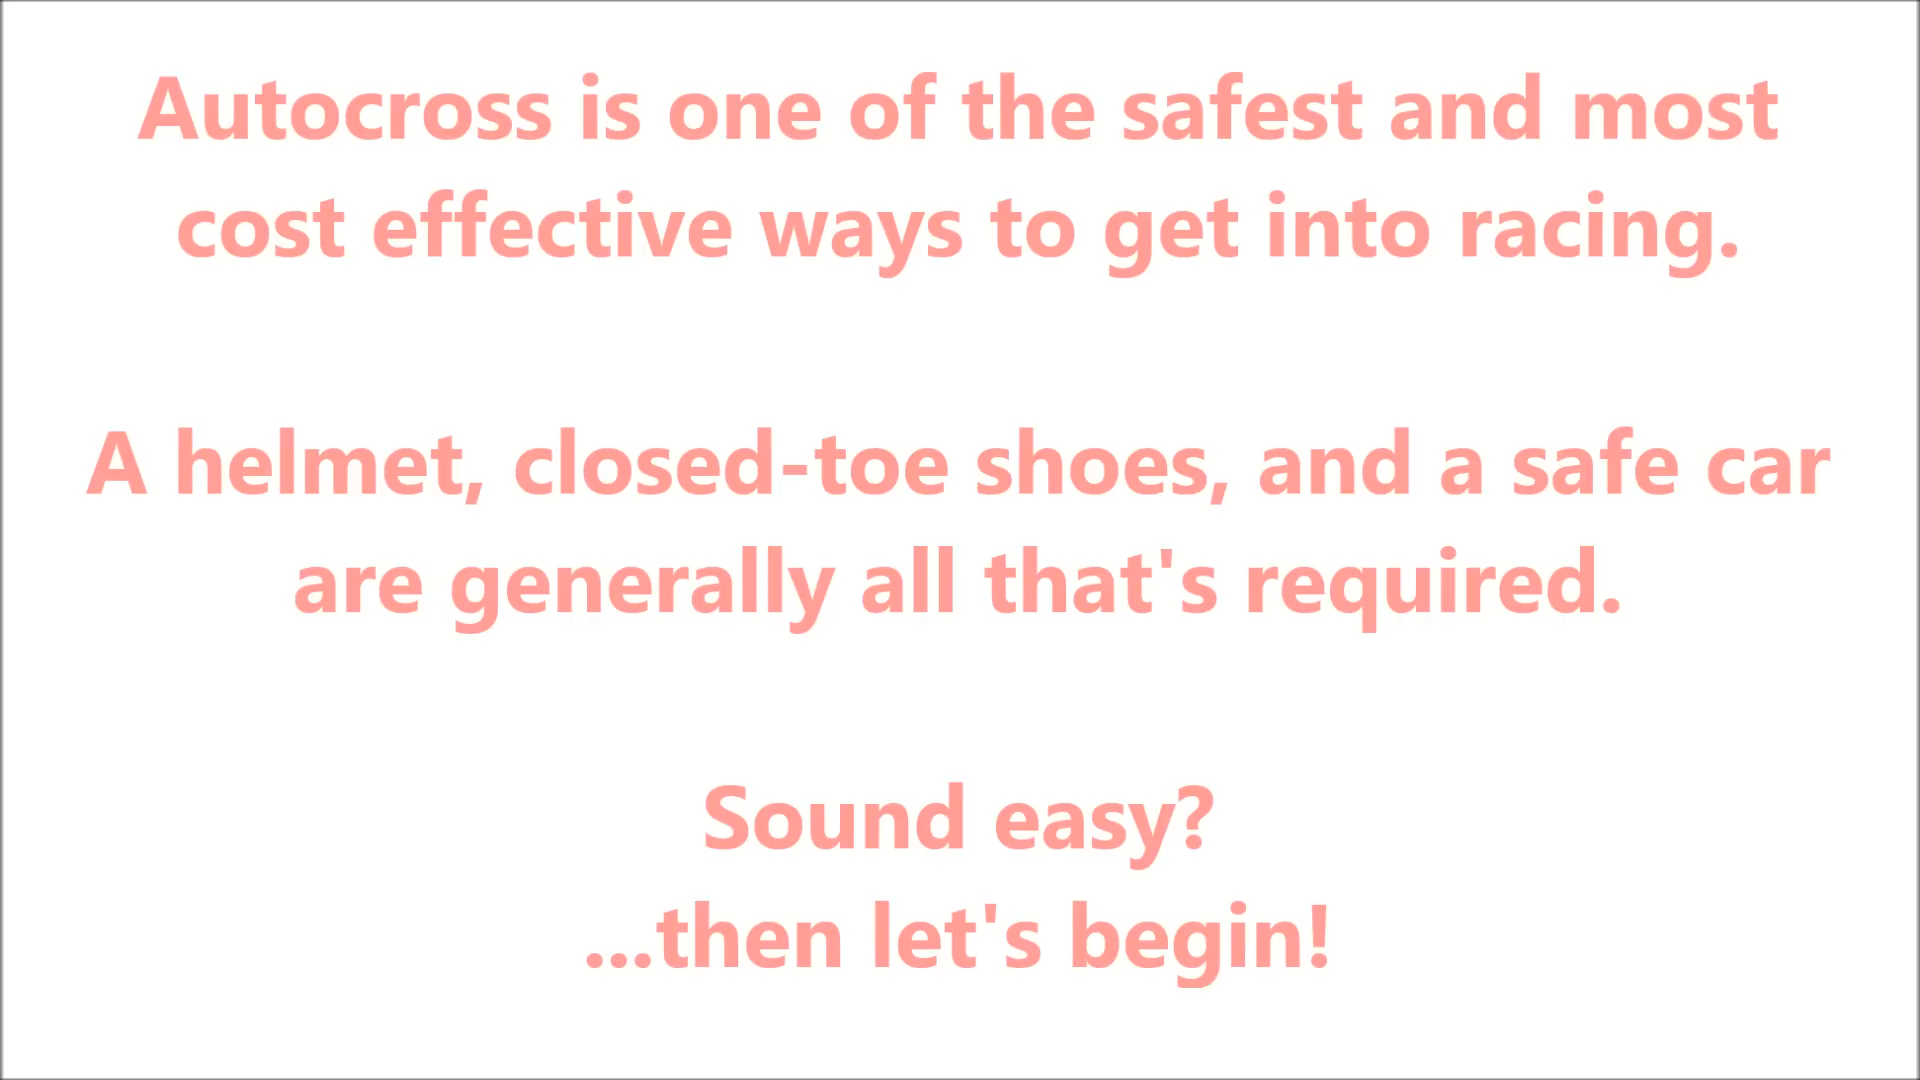 Autocross is one of the safest and most
cost effective ways to get into racing.
A helmet, closed-toe shoes, and a safe car
are generally all that's required.
Sound easy?
...then let's begin!